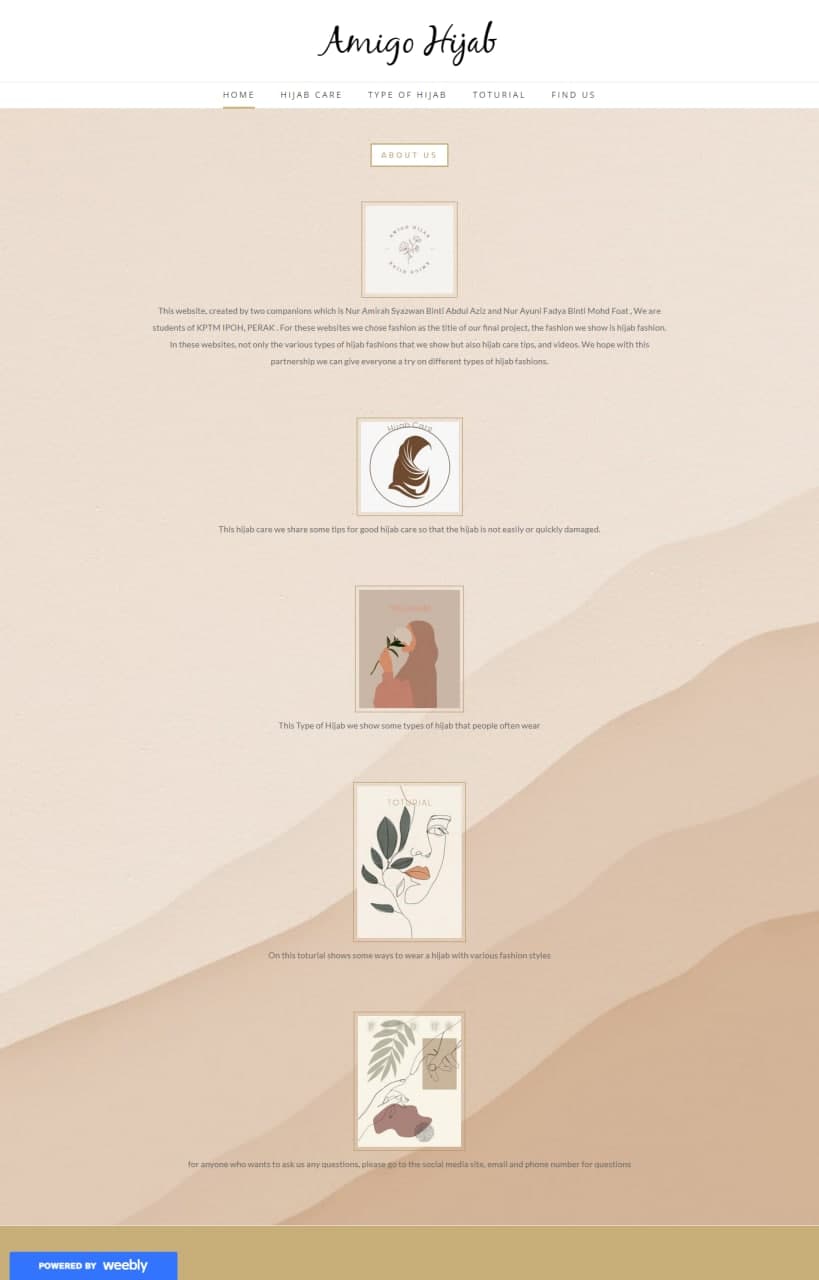 Amigo Hijab
HOME HIJAB CARE TYPE OF HIJAB TOTURIAL FIND US
ABOUT US
AMIGO HIJAB
AMIGO HIJAB
This website, created by two companions which is Nur Amirah Syazwan Binti Abdul Aziz and Nur Ayuni Fadya Binti Mohd Foat , We are
students of KPTM IPOH, PERAK . For these websites we chose fashion as the title of our final project, the fashion we show is hijab fashion.
In these websites, not only the various types of hijab fashions that we show but also hijab care tips, and videos. We hope with this
partnership we can give everyone a try on different types of hijab fashions.
Hijab Care
This hijab care we share some tips for good hijab care so that the hijab is not easily or quickly damaged.
This Type of Hijab we show some types of hijab that people often wear
TOTURIAL
On this toturial shows some ways to wear a hijab with various fashion styles
for anyone who wants to ask us any questions, please go to the social media site, email and phone number for questions
POWERED BY weebly